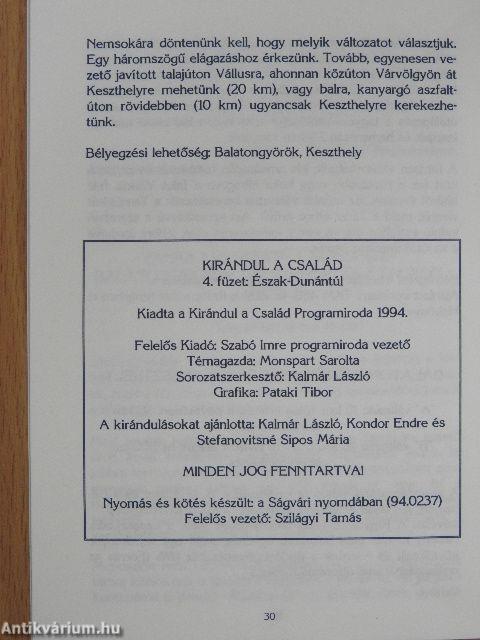 Nemsokára döntenünk kell, hogy melyik változatot választjuk.
Egy háromszögű elágazáshoz érkezünk. Tovább, egyenesen ve-
zető javított talajúton Vállusra, ahonnan közúton Várvölgyön át
Keszthelyre mehetünk (20 km), vagy balra, kanyargó aszfalt-
úton rövidebben (10 km) ugyancsak Keszthelyre kerekezhe-
tünk.
Bélyegzési lehetőség: Balatongyörök, Keszthely
KIRÁNDUL A CSALÁD
4. füzet: Észak-Dunántúl
Kiadta a Kirándul a Család Programiroda 1994.
Felelős Kiadó: Szabó Imre programiroda vezető
Témagazda: Monspart Sarolta
Sorozatszerkesztő: Kalmár László
Grafika: Pataki Tibor
A kirándulásokat ajánlotta: Kalmár László, Kondor Endre és
Stefanovitsné Sipos Mária
MINDEN JOG FENNTARTVA!
Nyomás és kötés készült: a Ságvári nyomdában (94.0237)
Felelős vezető: Szilágyi Tamás
30
Antikvárium.hu